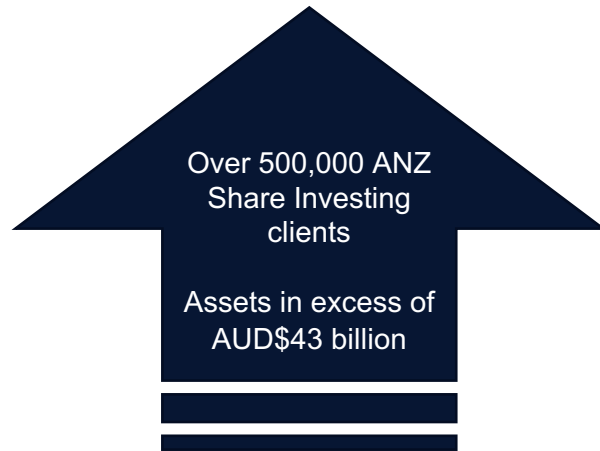 Over 500,000 ANZ
Share Investing
clients
Assets in excess of
AUD$43 billion